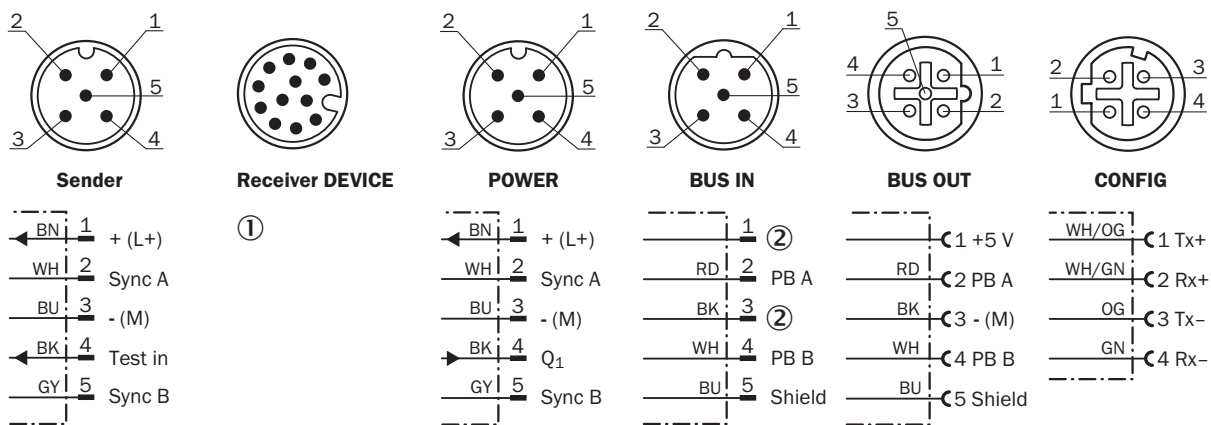 2 1
5
3 4
Sender
BN 1 + (L+)
WH 2 Sync A
BU 3 - (M)
BK 4 Test in
GY 5 Sync B
Receiver DEVICE
①
2 1
5
3 4
POWER
BN 1 + (L+)
WH 2 Sync A
BU 3 - (M)
BK 4 Q₁
GY 5 Sync B
2 1
5
3 4
BUS IN
1 ②
RD 2 PB A
BK 3 ②
WH 4 PB B
BU 5 Shield
5
4 1
3 2
BUS OUT
1 +5 V
RD 2 PB A
BK 3 - (M)
WH 4 PB B
BU 5 Shield
2 3
1 4
CONFIG
WH/OG 1 Tx+
WH/GN 2 Rx+
OG 3 Tx–
GN 4 Rx–